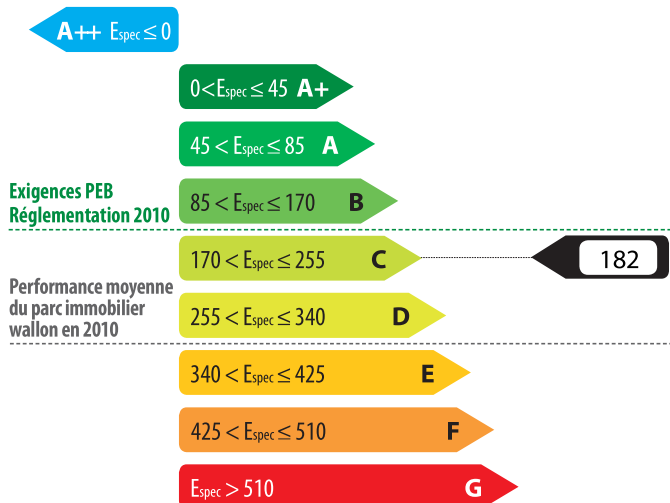 A++ Espec ≤ 0
0<Espec ≤ 45 A+
45 < Espec ≤ 85 A
Exigences PEB
Réglementation 2010
85 < Espec ≤ 170 B
170 < Espec ≤ 255 C
182
Performance moyenne
du parc immobilier
wallon en 2010
255 < Espec ≤ 340 D
340 < Espec ≤ 425 E
425 < Espec ≤ 510 F
Espec > 510 G